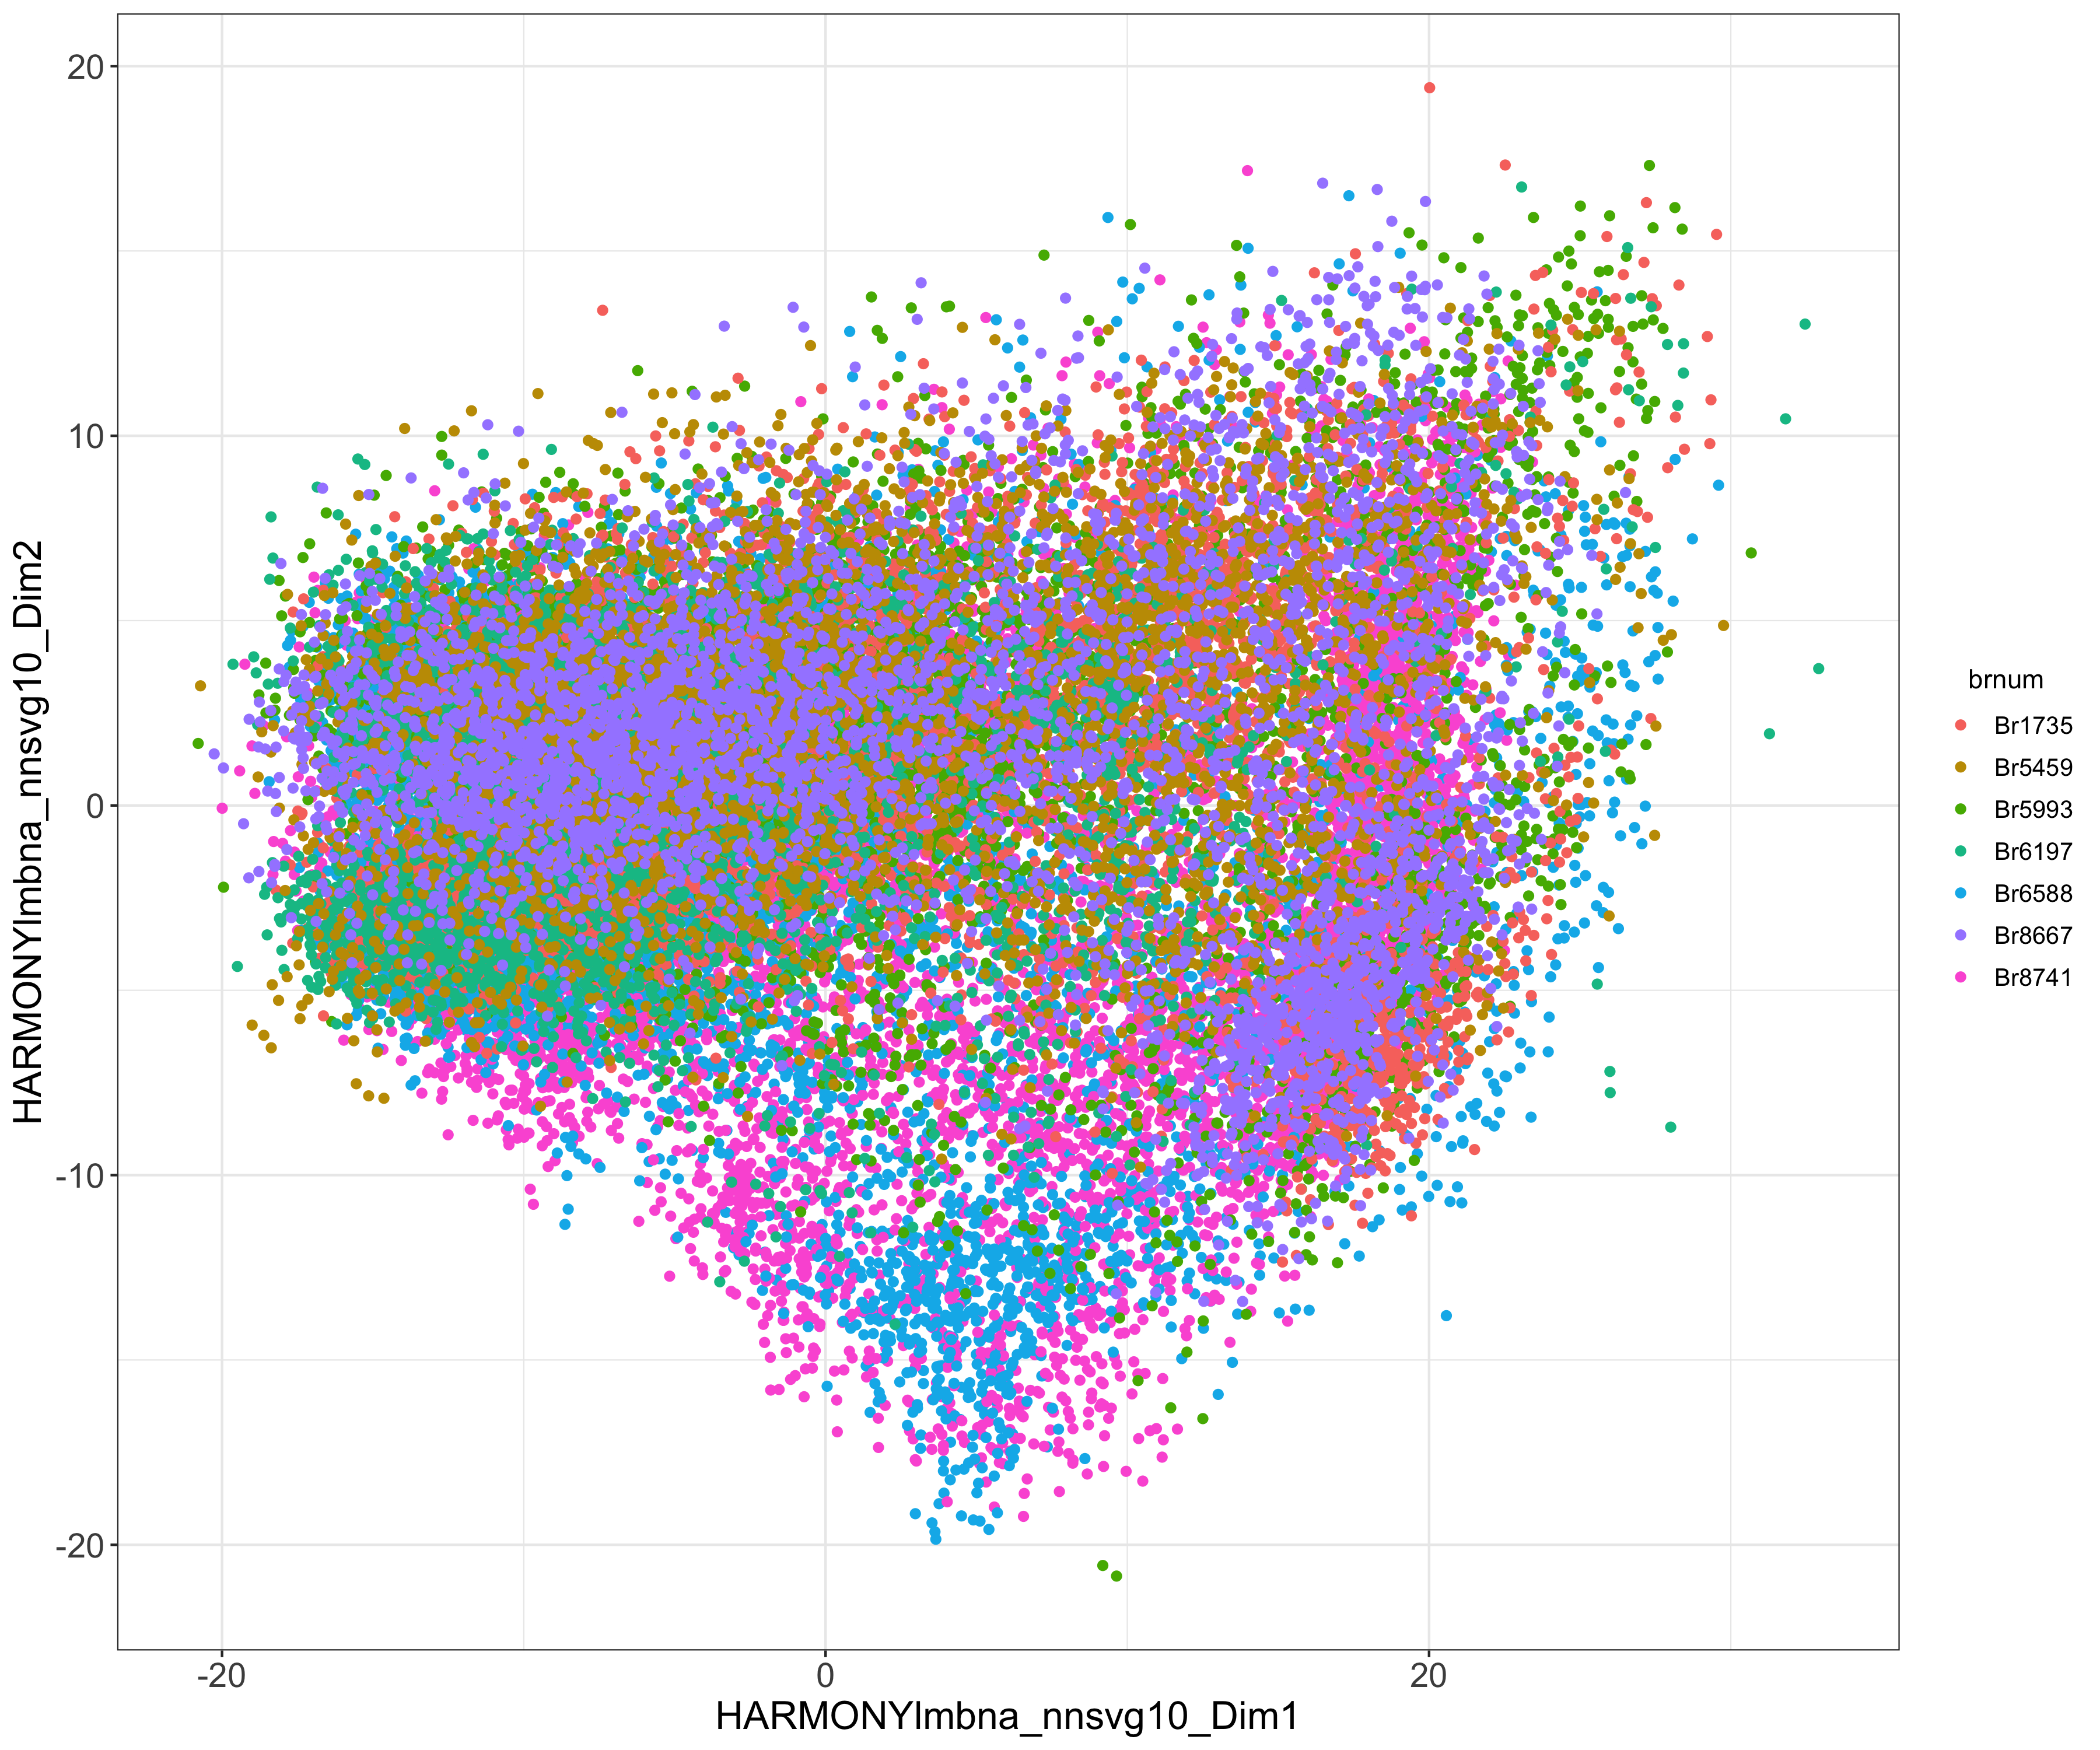 20
10
0
-10
-20
HARMONYlmbna_nnsvg10_Dim2
-20
0
20
HARMONYlmbna_nnsvg10_Dim1
brnum
Br1735
Br5459
Br5993
Br6197
Br6588
Br8667
Br8741